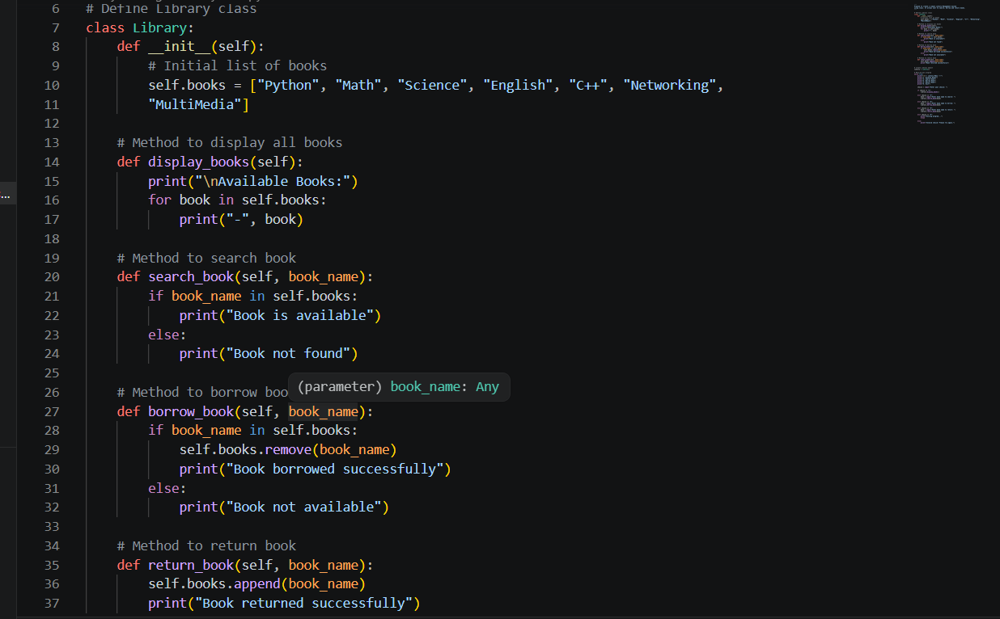 6 # Define Library class
7 class Library:
8     def __init__(self):
9         # Initial list of books
10         self.books = ["Python", "Math", "Science", "English", "C++", "Networking",
11         "MultiMedia"]
12
13     # Method to display all books
14     def display_books(self):
15         print("\nAvailable Books:")
16         for book in self.books:
17             print("-", book)
18
19     # Method to search book
20     def search_book(self, book_name):
21         if book_name in self.books:
22             print("Book is available")
23         else:
24             print("Book not found")
25
(parameter) book_name: Any
26     # Method to borrow boo
27     def borrow_book(self, book_name):
28         if book_name in self.books:
29             self.books.remove(book_name)
30             print("Book borrowed successfully")
31         else:
32             print("Book not available")
33
34     # Method to return book
35     def return_book(self, book_name):
36         self.books.append(book_name)
37         print("Book returned successfully")